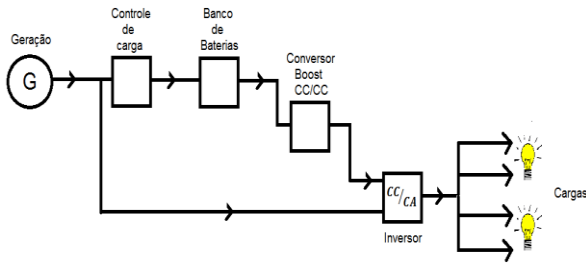 Geração
G
Controle
de
carga
Banco
de
Baterias
Conversor
Boost
CC/CC
CC/CA
Inversor
Cargas